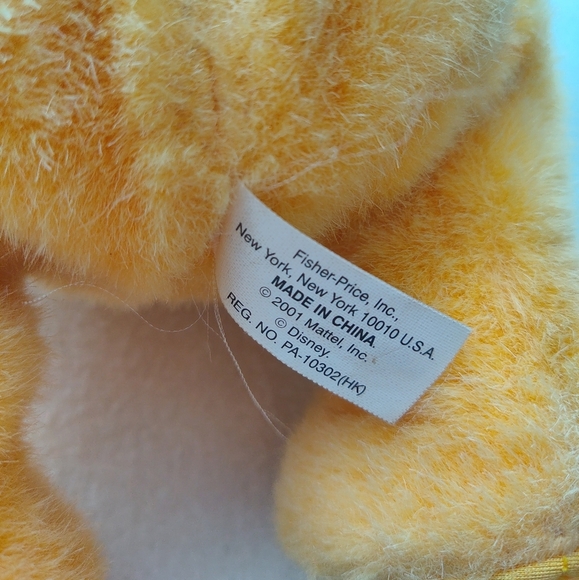 Fisher-Price, Inc.,
New York, New York 10010 U.S.A.
MADE IN CHINA.
© 2001 Mattel, Inc.
© Disney.
REG. NO. PA-10302(HK)